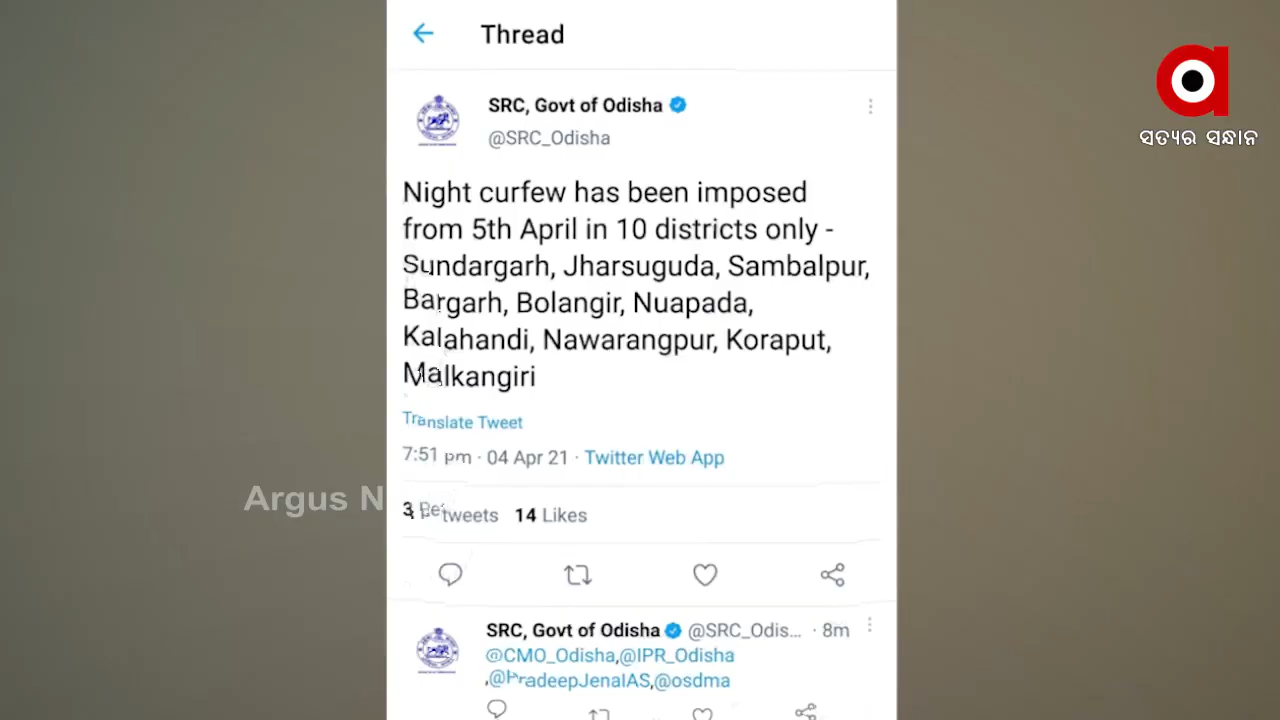 Thread
SRC, Govt of Odisha
@SRC_Odisha
ସତ୍ୟର ସନ୍ଧାନ
Night curfew has been imposed
from 5th April in 10 districts only -
Sundargarh, Jharsuguda, Sambalpur,
Bargarh, Bolangir, Nuapada,
Kalahandi, Nawarangpur, Koraput,
Malkangiri
Translate Tweet
7:51 pm · 04 Apr 21 · Twitter Web App
Argus N
3 Retweets 14 Likes
SRC, Govt of Odisha @SRC_Odis... · 8m
@CMO_Odisha,@IPR_Odisha
,@PradeepJenaIAS,@osdma